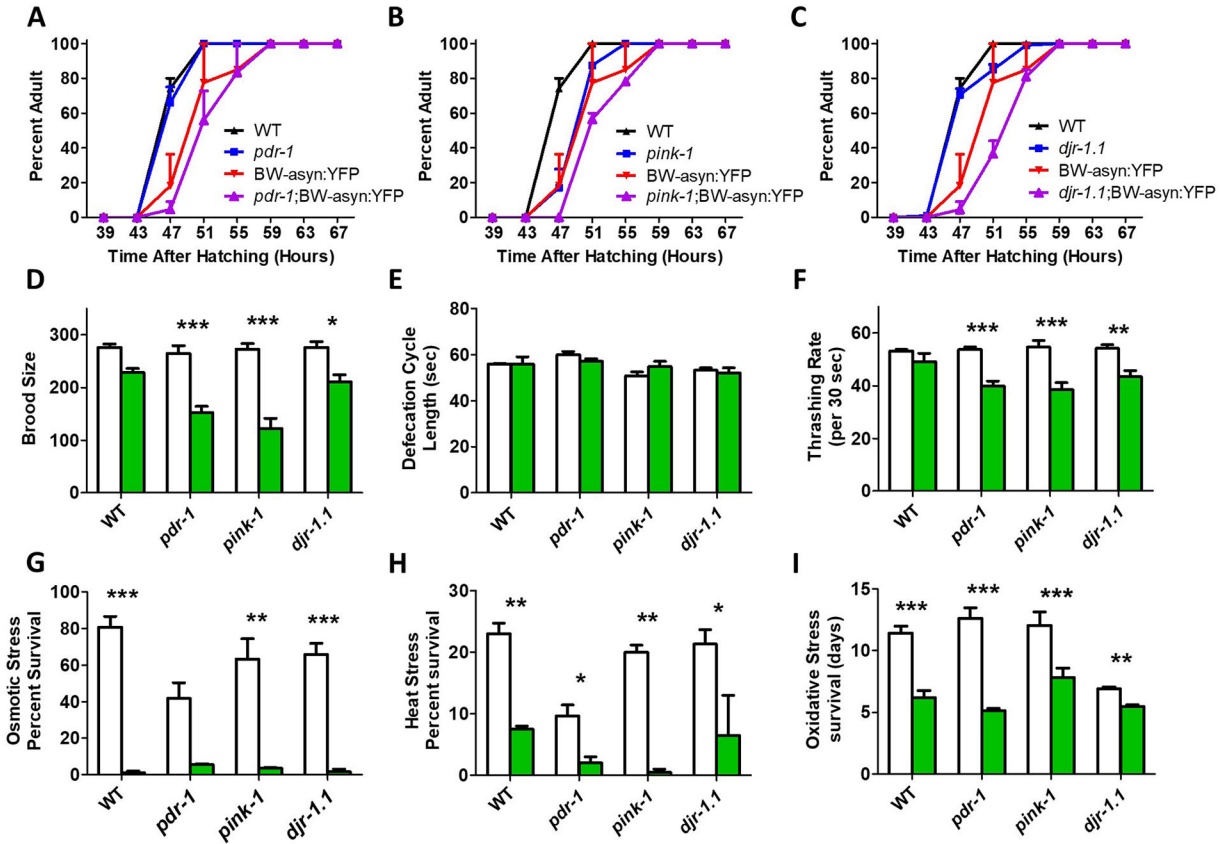 A
Percent Adult
100
80
60
40
20
0
39 43 47 51 55 59 63 67
Time After Hatching (Hours)
WT
pdr-1
BW-asyn:YFP
pdr-1;BW-asyn:YFP
B
Percent Adult
100
80
60
40
20
0
39 43 47 51 55 59 63 67
Time After Hatching (Hours)
WT
pink-1
BW-asyn:YFP
pink-1;BW-asyn:YFP
C
Percent Adult
100
80
60
40
20
0
39 43 47 51 55 59 63 67
Time After Hatching (Hours)
WT
djr-1.1
BW-asyn:YFP
djr-1.1;BW-asyn:YFP
D
Brood Size
300
200
100
0
*** *** *
WT pdr-1 pink-1 djr-1.1
E
Defecation Cycle
Length (sec)
80
60
40
20
0
WT pdr-1 pink-1 djr-1.1
F
Thrashing Rate
(per 30 sec)
60
40
20
0
*** *** **
WT pdr-1 pink-1 djr-1.1
G
Osmotic Stress
Percent Survival
100
80
60
40
20
0
*** ** ***
WT pdr-1 pink-1 djr-1.1
H
Heat Stress
Percent survival
30
20
10
0
** * ** *
WT pdr-1 pink-1 djr-1.1
I
Oxidative Stress
survival (days)
15
10
5
0
*** *** *** **
WT pdr-1 pink-1 djr-1.1